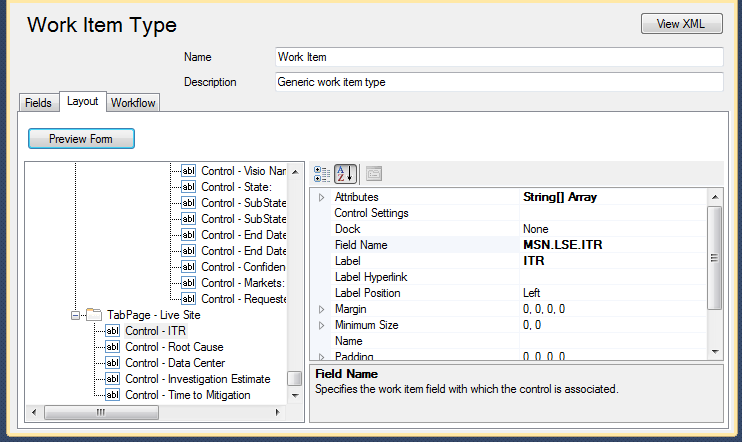 Work Item Type
View XML
Name
Work Item
Description
Generic work item type
Fields
Layout
Workflow
Preview Form
abl Control - Visio Nar
abl Control - State:
abl Control - SubState
abl Control - SubState
abl Control - End Date
abl Control - End Date
abl Control - Confiden
abl Control - Markets:
abl Control - Requeste
TabPage - Live Site
abl Control - ITR
abl Control - Root Cause
abl Control - Data Center
abl Control - Investigation Estimate
abl Control - Time to Mitigation
A Z
Attributes String[] Array
Control Settings
Dock None
Field Name MSN.LSE.ITR
Label ITR
Label Hyperlink
Label Position Left
Margin 0, 0, 0, 0
Minimum Size 0, 0
Name
Padding 0, 0, 0, 0
Field Name
Specifies the work item field with which the control is associated.